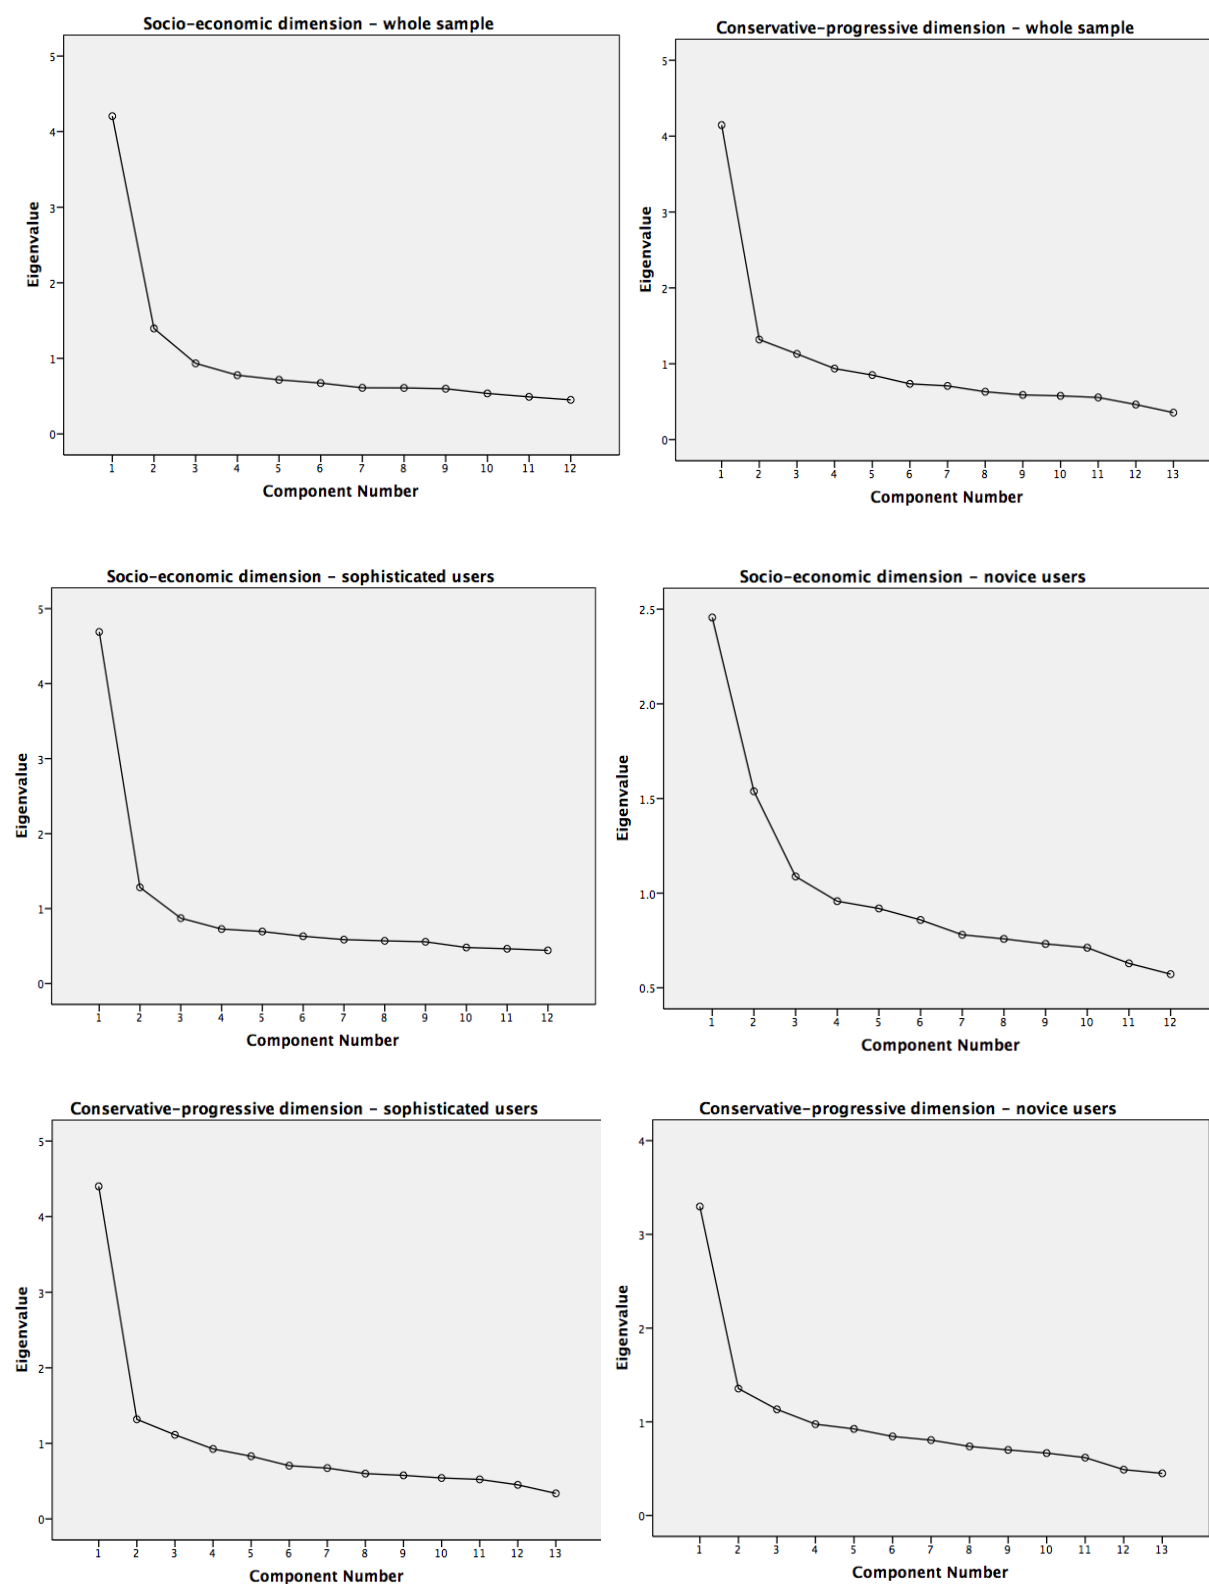 Socio-economic dimension - whole sample
5
4
3
2
1
0
Eigenvalue
1 2 3 4 5 6 7 8 9 10 11 12
Component Number
Conservative-progressive dimension - whole sample
5
4
3
2
1
0
Eigenvalue
1 2 3 4 5 6 7 8 9 10 11 12 13
Component Number
Socio-economic dimension - sophisticated users
5
4
3
2
1
0
Eigenvalue
1 2 3 4 5 6 7 8 9 10 11 12
Component Number
Socio-economic dimension - novice users
2.5
2.0
1.5
1.0
0.5
Eigenvalue
1 2 3 4 5 6 7 8 9 10 11 12
Component Number
Conservative-progressive dimension - sophisticated users
5
4
3
2
1
0
Eigenvalue
1 2 3 4 5 6 7 8 9 10 11 12 13
Component Number
Conservative-progressive dimension - novice users
4
3
2
1
0
Eigenvalue
1 2 3 4 5 6 7 8 9 10 11 12 13
Component Number